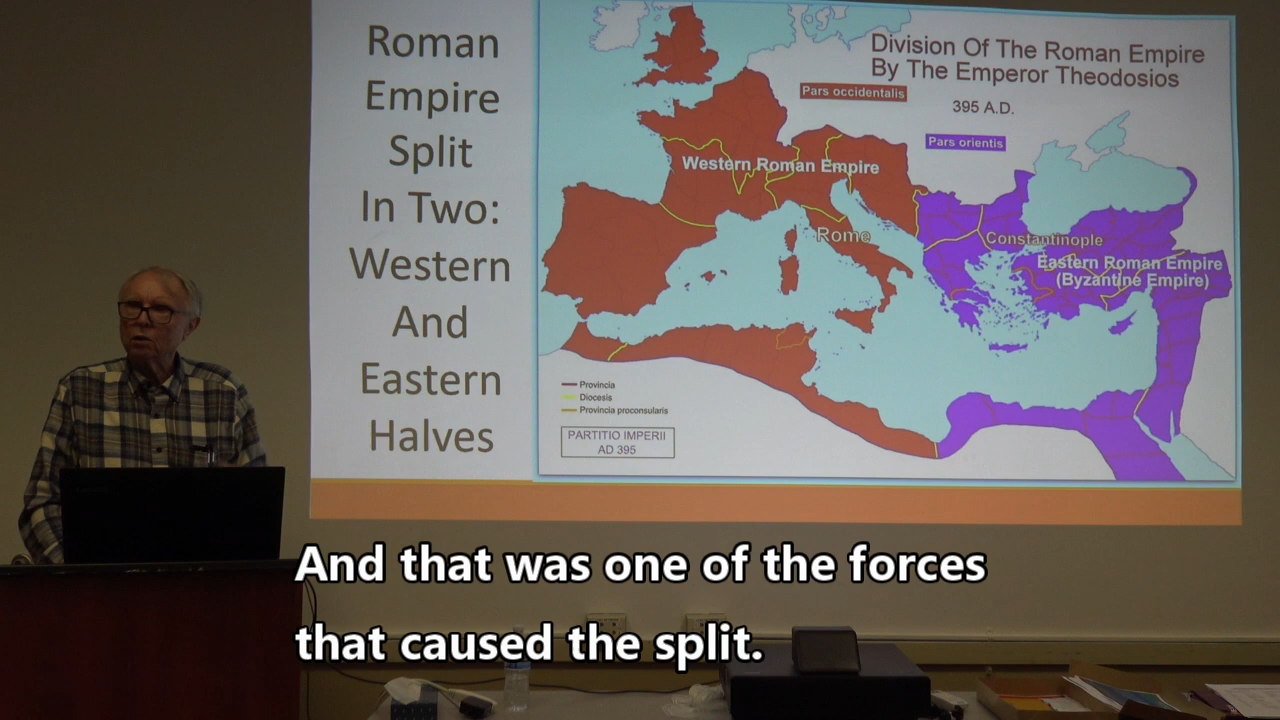 Roman
Empire
Split
In Two:
Western
And
Eastern
Halves
Division Of The Roman Empire
By The Emperor Theodosios
395 A.D.
Pars occidentalis
Pars orientis
Western Roman Empire
Rome
Constantinople
Eastern Roman Empire
(Byzantine Empire)
Provincia
Diocesis
Provincia proconsularis
PARTITIO IMPERII
AD 395
And that was one of the forces
that caused the split.